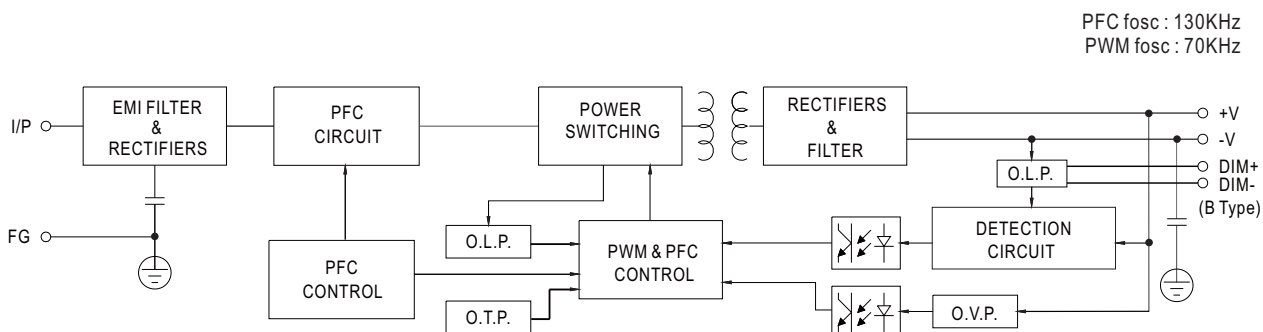 PFC fosc : 130KHz
PWM fosc : 70KHz
I/P
EMI FILTER
&
RECTIFIERS
PFC
CIRCUIT
POWER
SWITCHING
RECTIFIERS
&
FILTER
+V
-V
DIM+
DIM-
(B Type)
O.L.P.
FG
O.L.P.
PFC
CONTROL
PWM & PFC
CONTROL
DETECTION
CIRCUIT
O.T.P.
O.V.P.